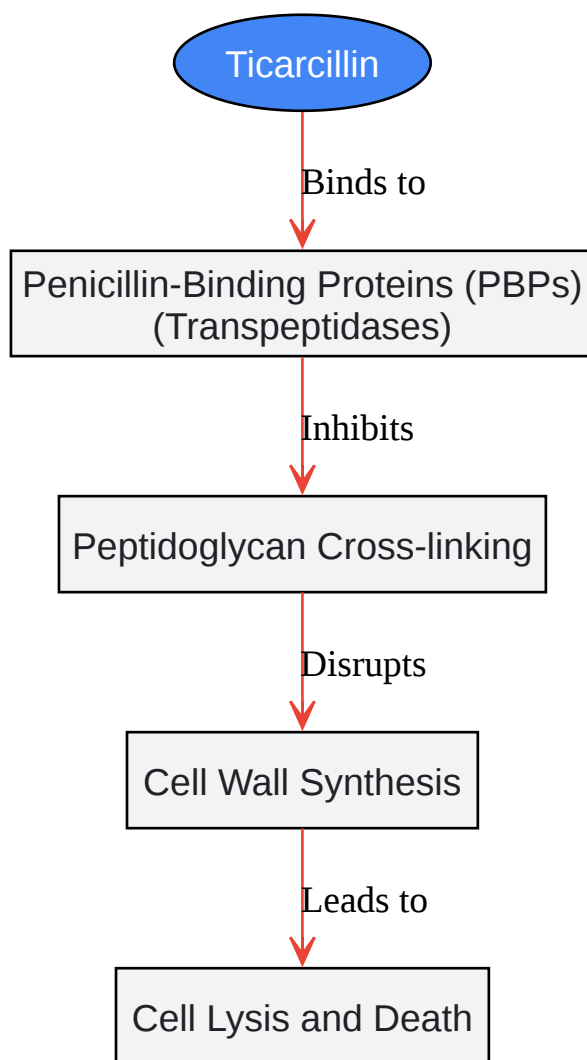 Ticarcillin
Binds to
Penicillin-Binding Proteins (PBPs)
(Transpeptidases)
Inhibits
Peptidoglycan Cross-linking
Disrupts
Cell Wall Synthesis
Leads to
Cell Lysis and Death